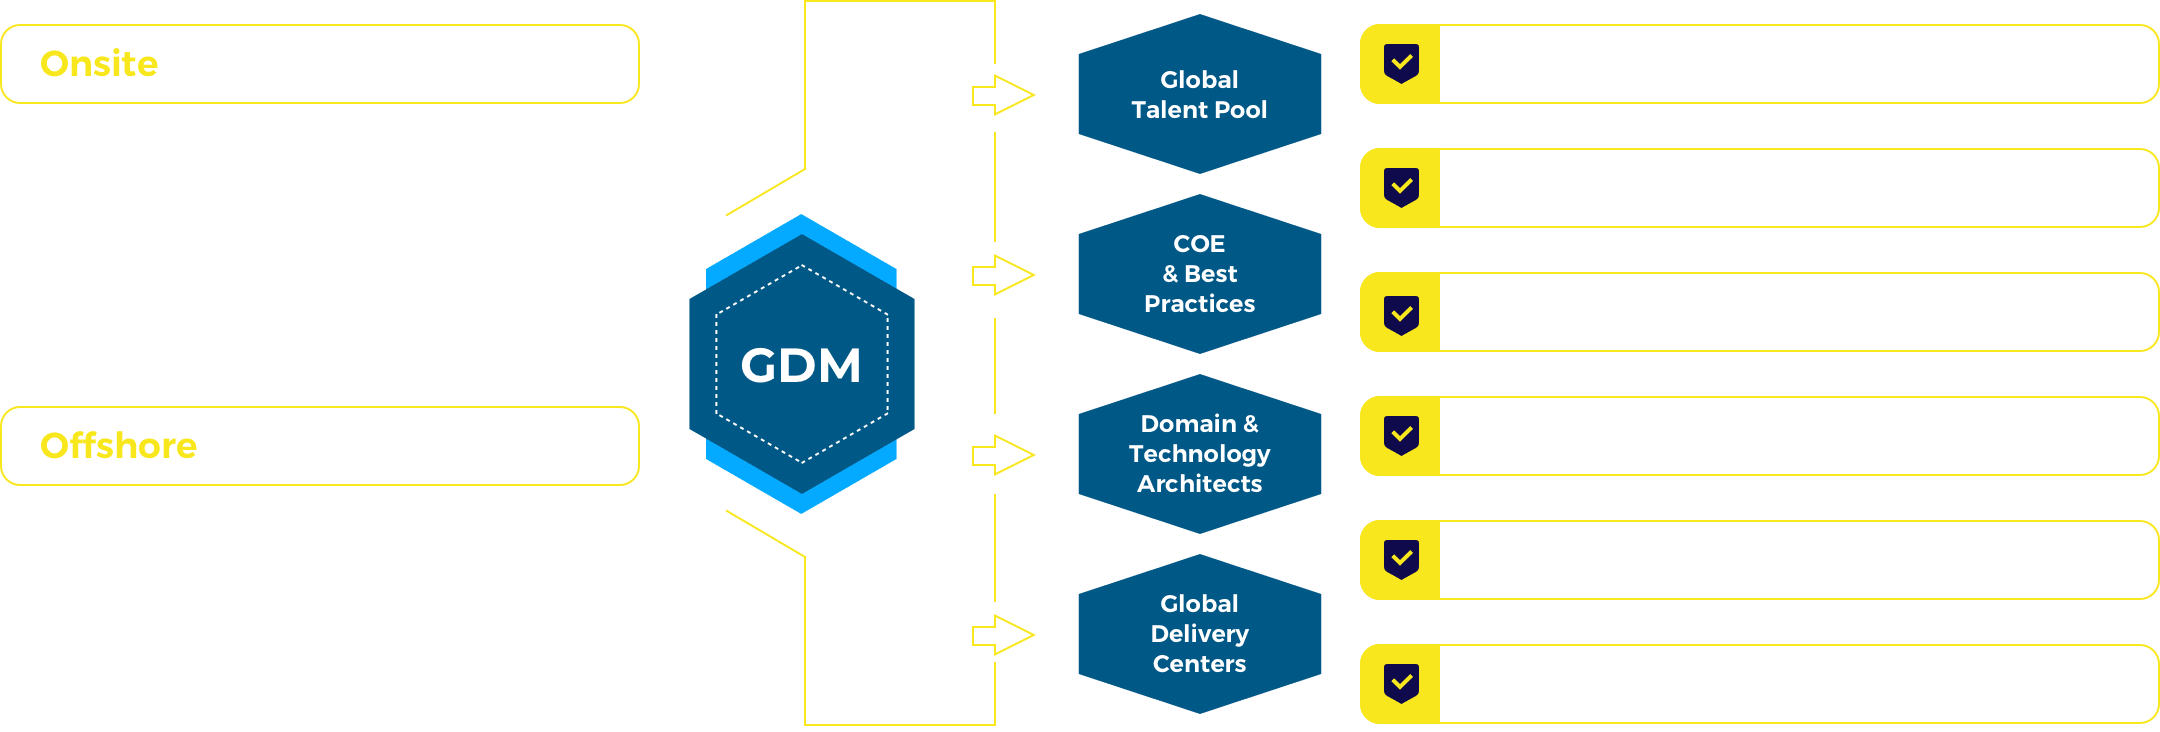 Onsite
Offshore
GDM
Global
Talent Pool
COE
& Best
Practices
Domain &
Technology
Architects
Global
Delivery
Centers